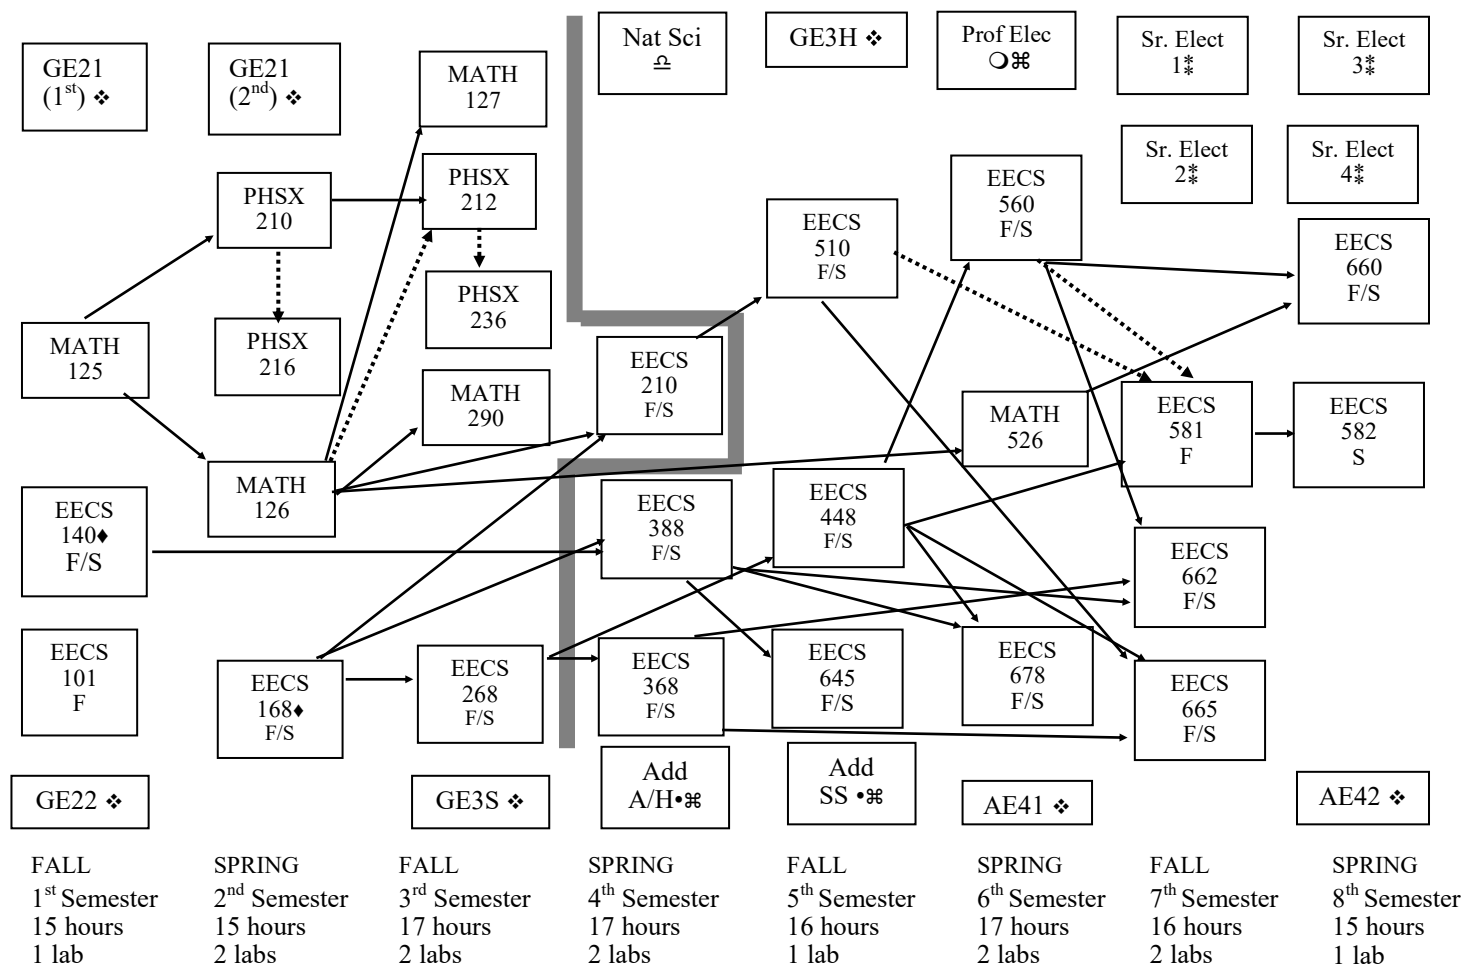 GE21
(1st) ❖
GE22 ❖
MATH
125
EECS
140♦
F/S
EECS
101
F
GE21
(2nd) ❖
PHSX
210
PHSX
216
MATH
126
EECS
168♦
F/S
MATH
127
PHSX
212
PHSX
236
MATH
290
EECS
268
F/S
GE3S ❖
Nat Sci
♎
EECS
210
F/S
EECS
388
F/S
EECS
368
F/S
Add
A/H•⌘
GE3H ❖
EECS
510
F/S
EECS
448
F/S
EECS
645
F/S
Add
SS •⌘
Prof Elec
❍⌘
EECS
560
F/S
MATH
526
EECS
678
F/S
AE41 ❖
Sr. Elect
1⁑
Sr. Elect
2⁑
EECS
581
F
EECS
662
F/S
EECS
665
F/S
Sr. Elect
3⁑
Sr. Elect
4⁑
EECS
660
F/S
EECS
582
S
AE42 ❖
FALL
1st Semester
15 hours
1 lab
SPRING
2nd Semester
15 hours
2 labs
FALL
3rd Semester
17 hours
2 labs
SPRING
4th Semester
17 hours
2 labs
FALL
5th Semester
16 hours
1 lab
SPRING
6th Semester
17 hours
2 labs
FALL
7th Semester
16 hours
2 labs
SPRING
8th Semester
15 hours
1 lab